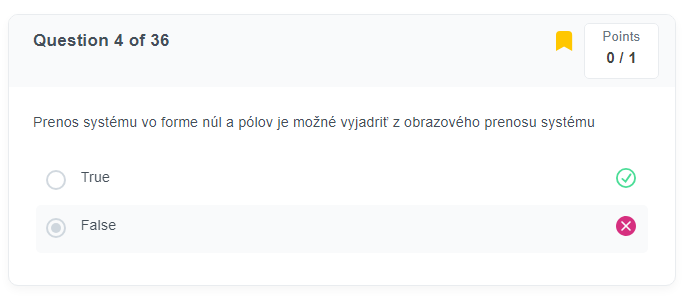 Question 4 of 36
Points
0 / 1
Prenos systému vo forme núl a pólov je možné vyjadriť z obrazového prenosu systému
True
False